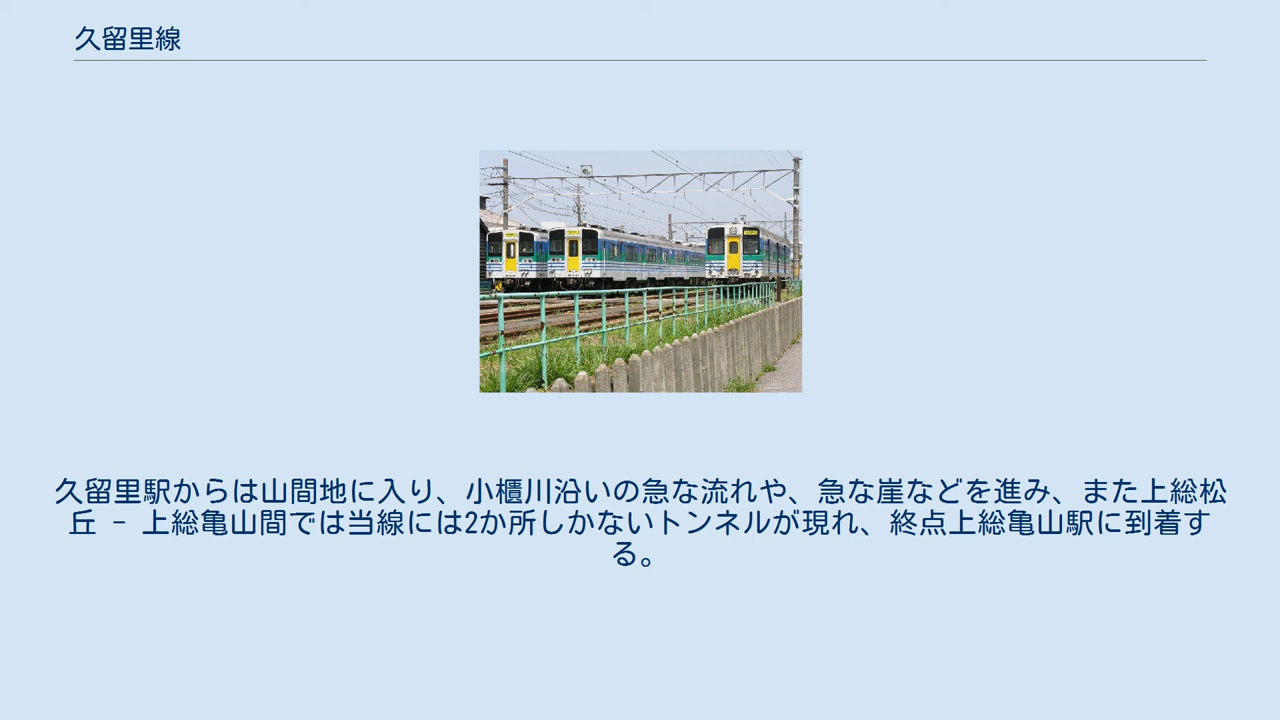 久留里線
久留里駅からは山間地に入り、小櫃川沿いの急な流れや、急な崖などを進み、また上総松
丘 - 上総亀山間では当線には2か所しかないトンネルが現れ、終点上総亀山駅に到着す
る。